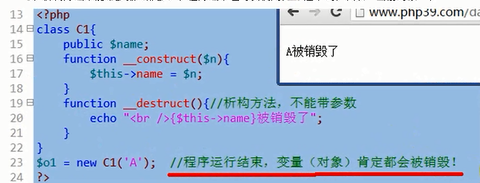 www.php39.com/da
A被销毁了
13 <?php
14 class C1{
15 public $name;
16 function __construct($n){
17 $this->name = $n;
18 }
19 function __destruct(){//析构方法，不能带参数
20 echo "<br />{$this->name}被销毁了";
21 }
22 }
23 $o1 = new C1('A'); //程序运行结束，变量（对象）肯定都会被销毁！
24 ?>